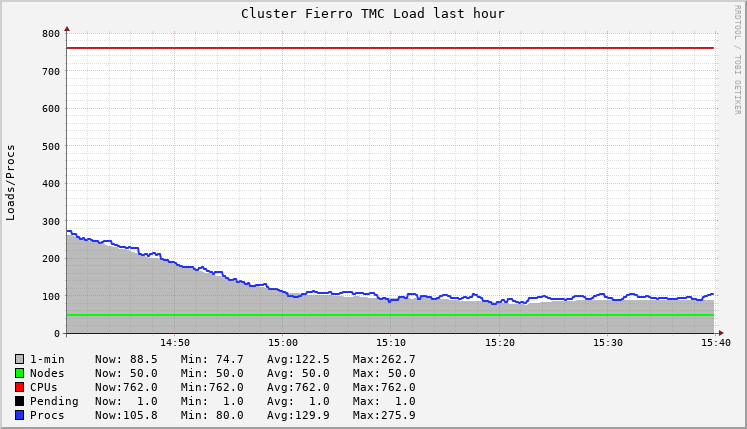 Cluster Fierro TMC Load last hour
RRDTOOL / TOBI OETIKER
Loads/Procs
800
700
600
500
400
300
200
100
0
14:50 15:00 15:10 15:20 15:30 15:40
1-min Now: 88.5 Min: 74.7 Avg:122.5 Max:262.7
Nodes Now: 50.0 Min: 50.0 Avg: 50.0 Max: 50.0
CPUs Now:762.0 Min:762.0 Avg:762.0 Max:762.0
Pending Now: 1.0 Min: 1.0 Avg: 1.0 Max: 1.0
Procs Now:105.8 Min: 80.0 Avg:129.9 Max:275.9